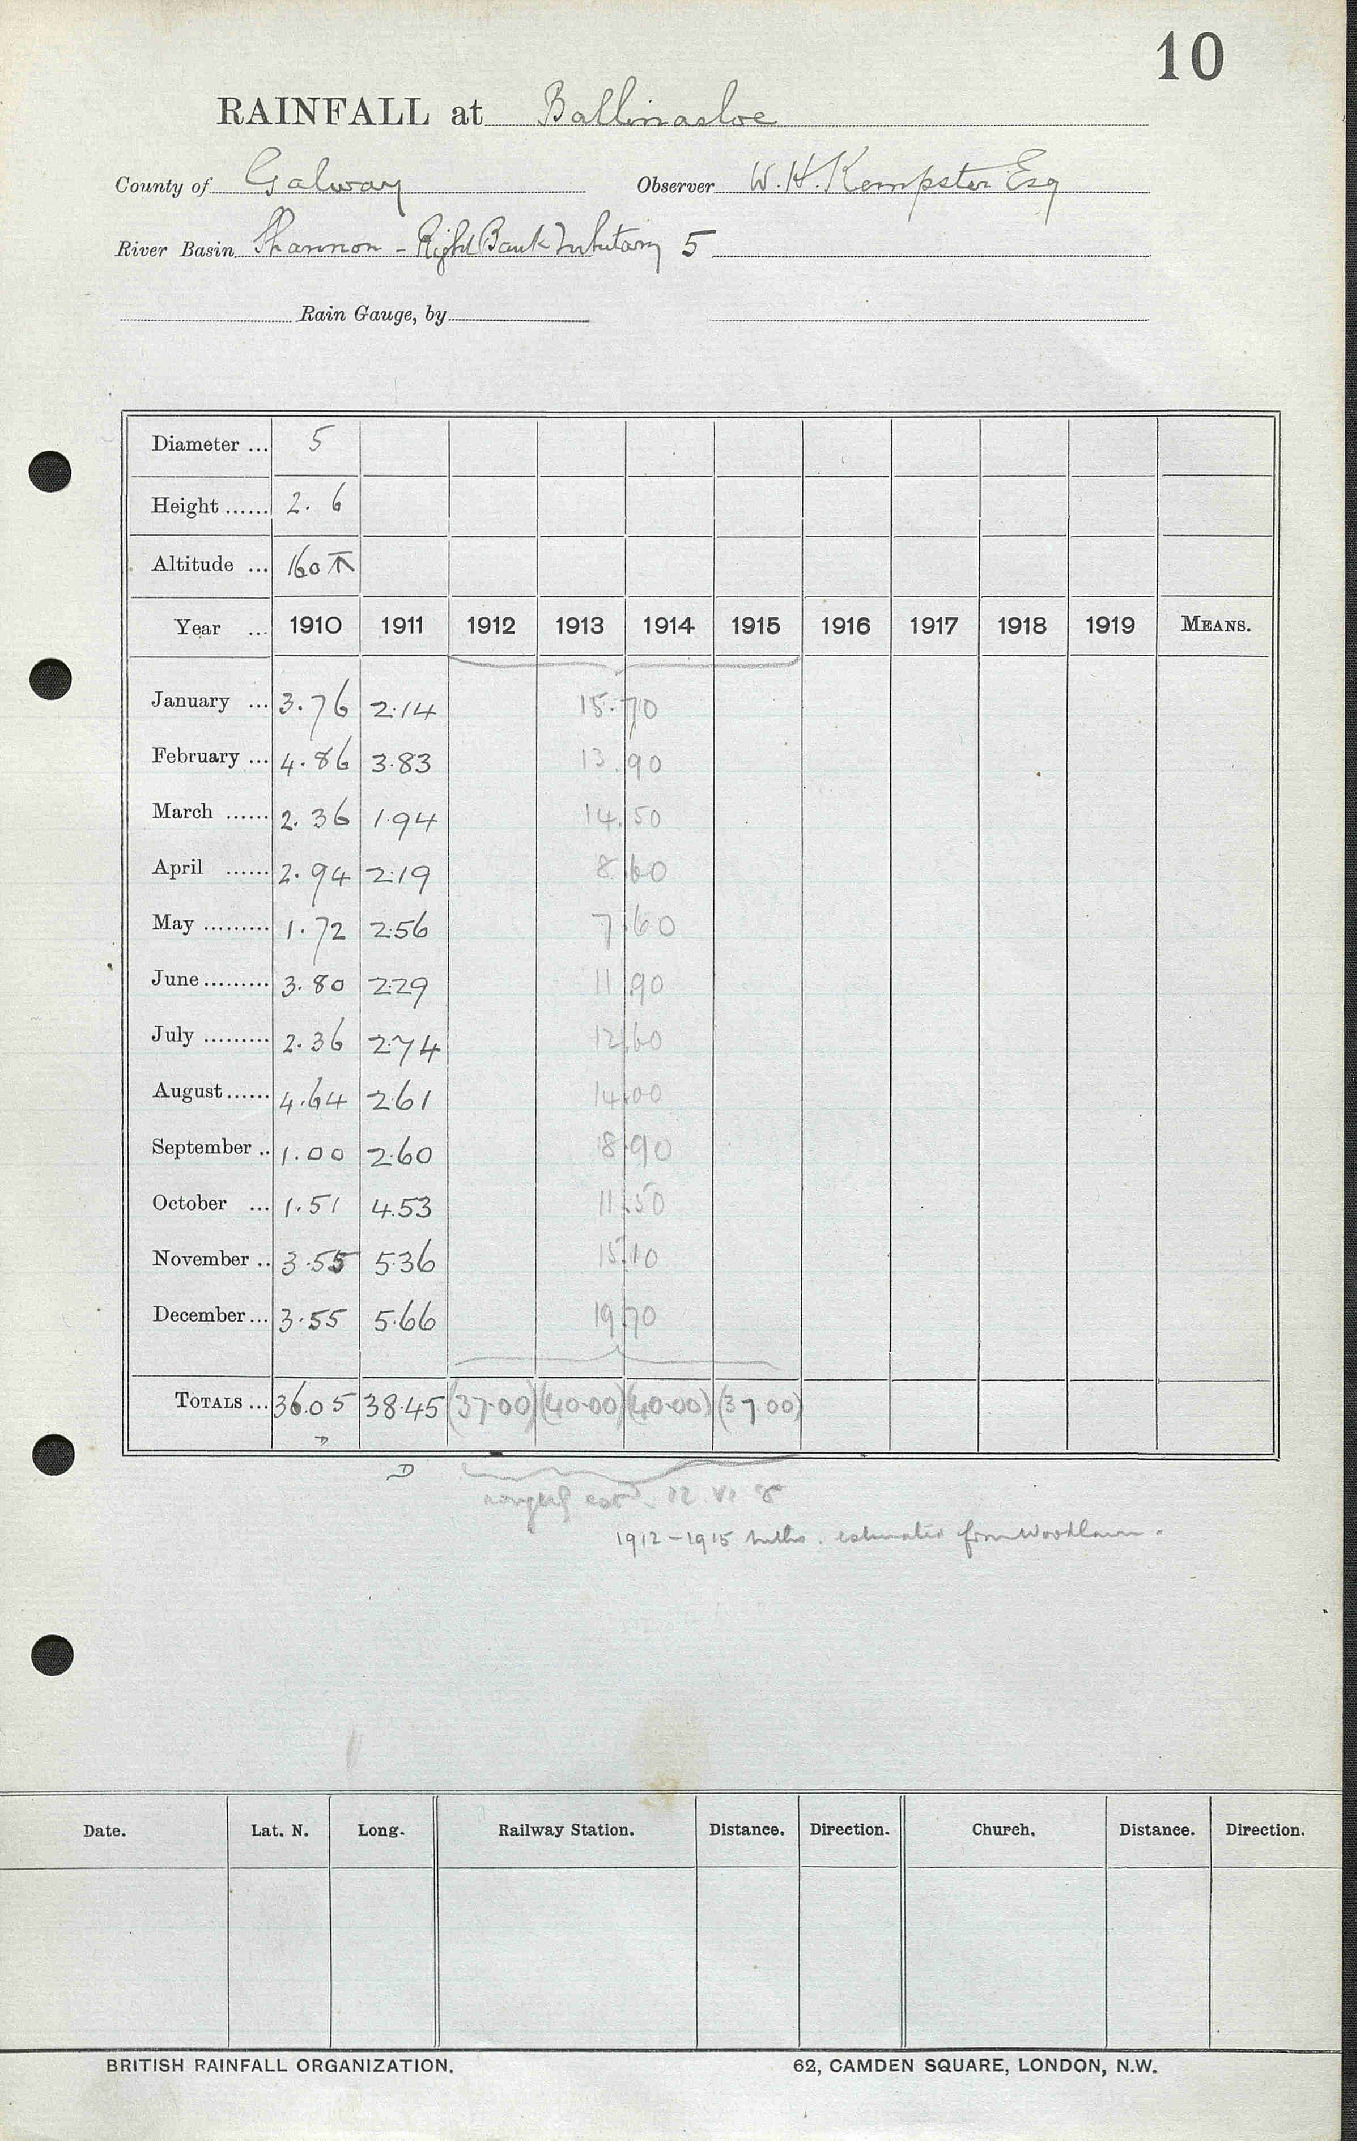 10
RAINFALL at Ballinasloe
County of Galway Observer W. H. Kempster Esq
River Basin Shannon - Right Bank Tributary 5
Rain Gauge, by
Diameter ... 5
Height ...... 2. 6
Altitude ... 160
Year ... 1910 1911 1912 1913 1914 1915 1916 1917 1918 1919 MEANS.
January ... 3.76 2.14 15.70
February ... 4.86 3.83 13.90
March ...... 2.36 1.94 14.50
April ...... 2.94 2.19 8.60
May ......... 1.72 2.56 7.60
June ......... 3.80 2.29 11.90
July ......... 2.36 2.74 12.60
August ...... 4.64 2.61 14.00
September .. 1.00 2.60 8.90
October ... 1.51 4.53 11.50
November .. 3.55 5.36 15.10
December ... 3.55 5.66 19.70
TOTALS ... 36.05 38.45 (37.00) (40.00) (40.00) (37.00)
D
1912-1915 mths. estimated from Woodlawn.
Date. Lat. N. Long. Railway Station. Distance. Direction. Church. Distance. Direction.
BRITISH RAINFALL ORGANIZATION. 62, CAMDEN SQUARE, LONDON, N.W.